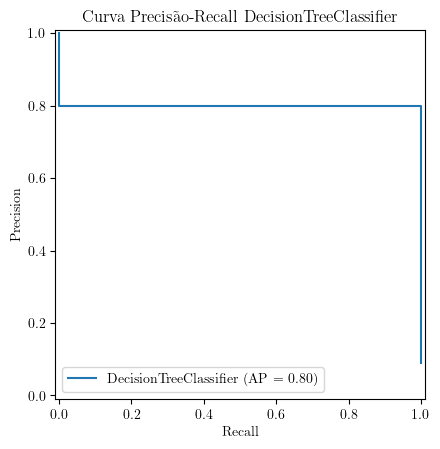 Curva Precisão-Recall DecisionTreeClassifier
1.0
0.8
0.6
0.4
0.2
0.0
Precision
DecisionTreeClassifier (AP = 0.80)
0.0 0.2 0.4 0.6 0.8 1.0
Recall